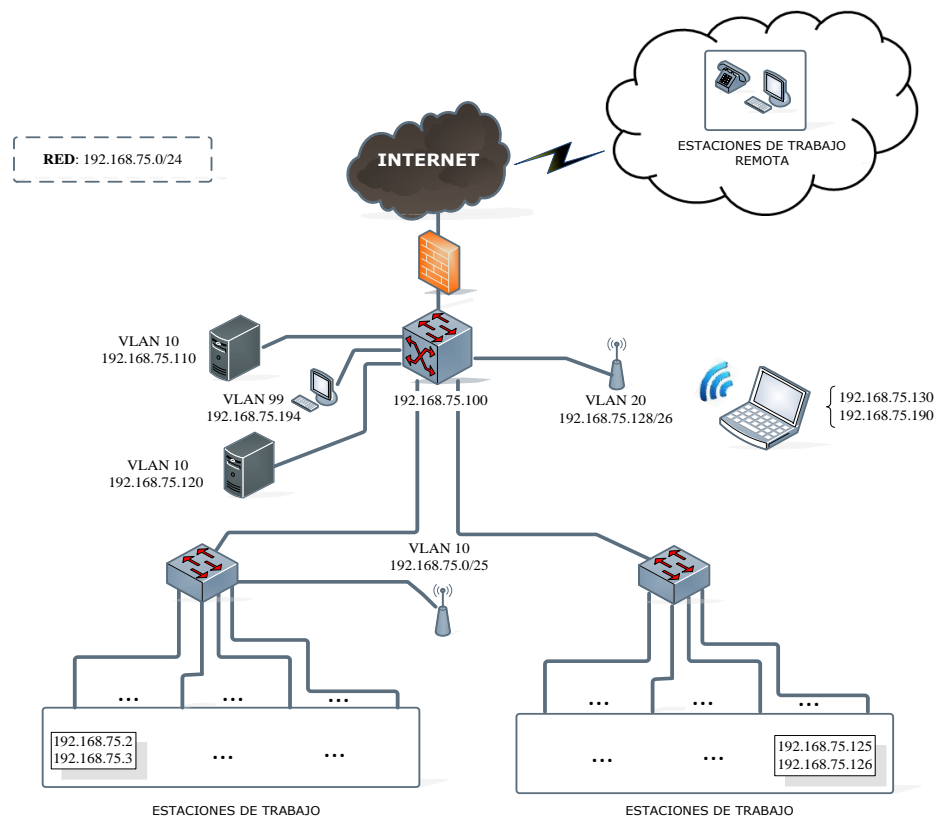 ESTACIONES DE TRABAJO
REMOTA
RED: 192.168.75.0/24
INTERNET
VLAN 10
192.168.75.110
VLAN 99
192.168.75.194
192.168.75.100
VLAN 20
192.168.75.128/26
192.168.75.130
192.168.75.190
VLAN 10
192.168.75.120
VLAN 10
192.168.75.0/25
... ... ...
... ... ...
192.168.75.2
192.168.75.3
... ...
... ...
192.168.75.125
192.168.75.126
ESTACIONES DE TRABAJO
ESTACIONES DE TRABAJO